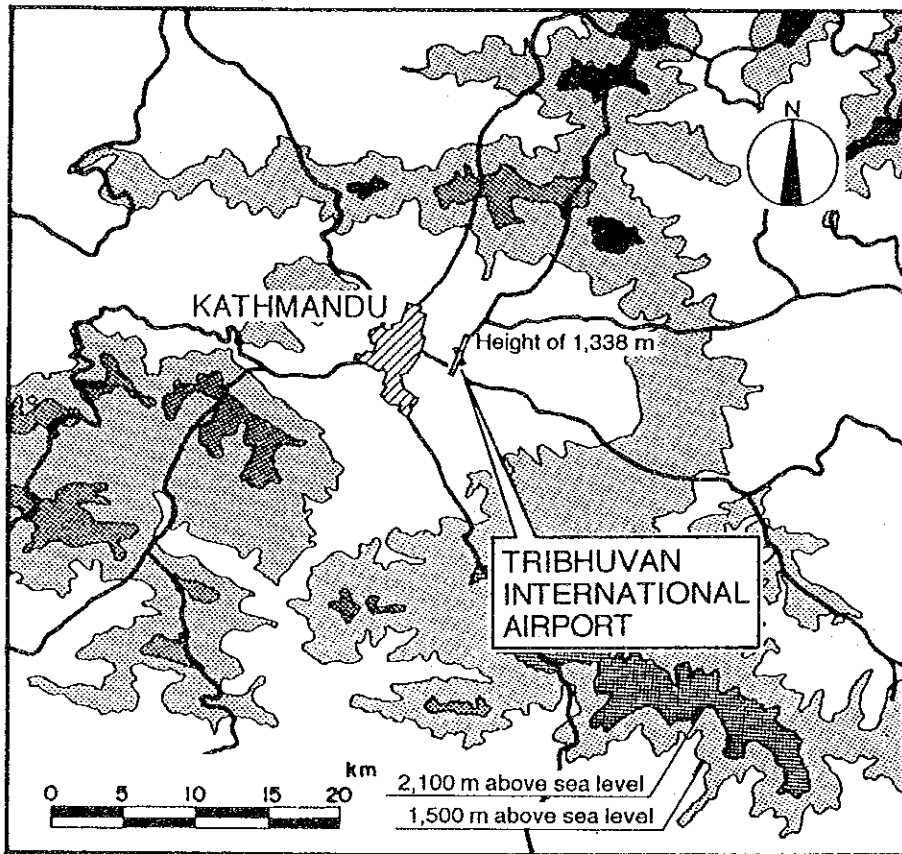 N
KATHMANDU
Height of 1,338 m
TRIBHUVAN
INTERNATIONAL
AIRPORT
km
0 5 10 15 20
2,100 m above sea level
1,500 m above sea level